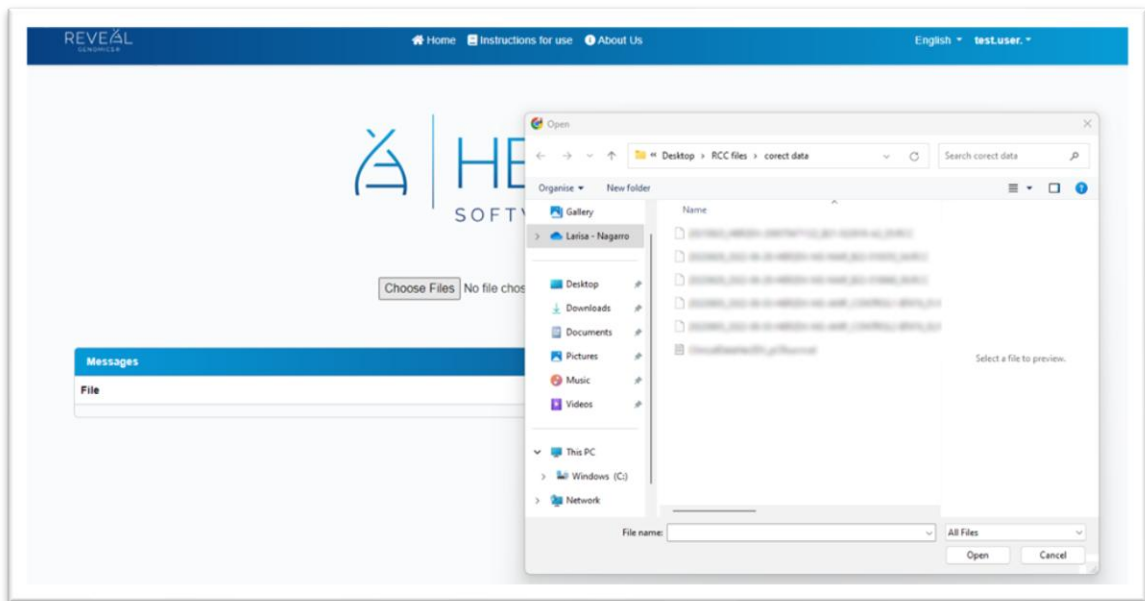 REVEAL
GENOMICS®
Home Instructions for use About Us
English test.user.
HE
SOFT
Choose Files No file chos
Messages
File
Open
« Desktop > RCC files > corect data
Search corect data
Organise New folder
Gallery
Larisa - Nagarro
Desktop
Downloads
Documents
Pictures
Music
Videos
This PC
Windows (C:)
Network
Name
Select a file to preview.
File name:
All Files
Open Cancel